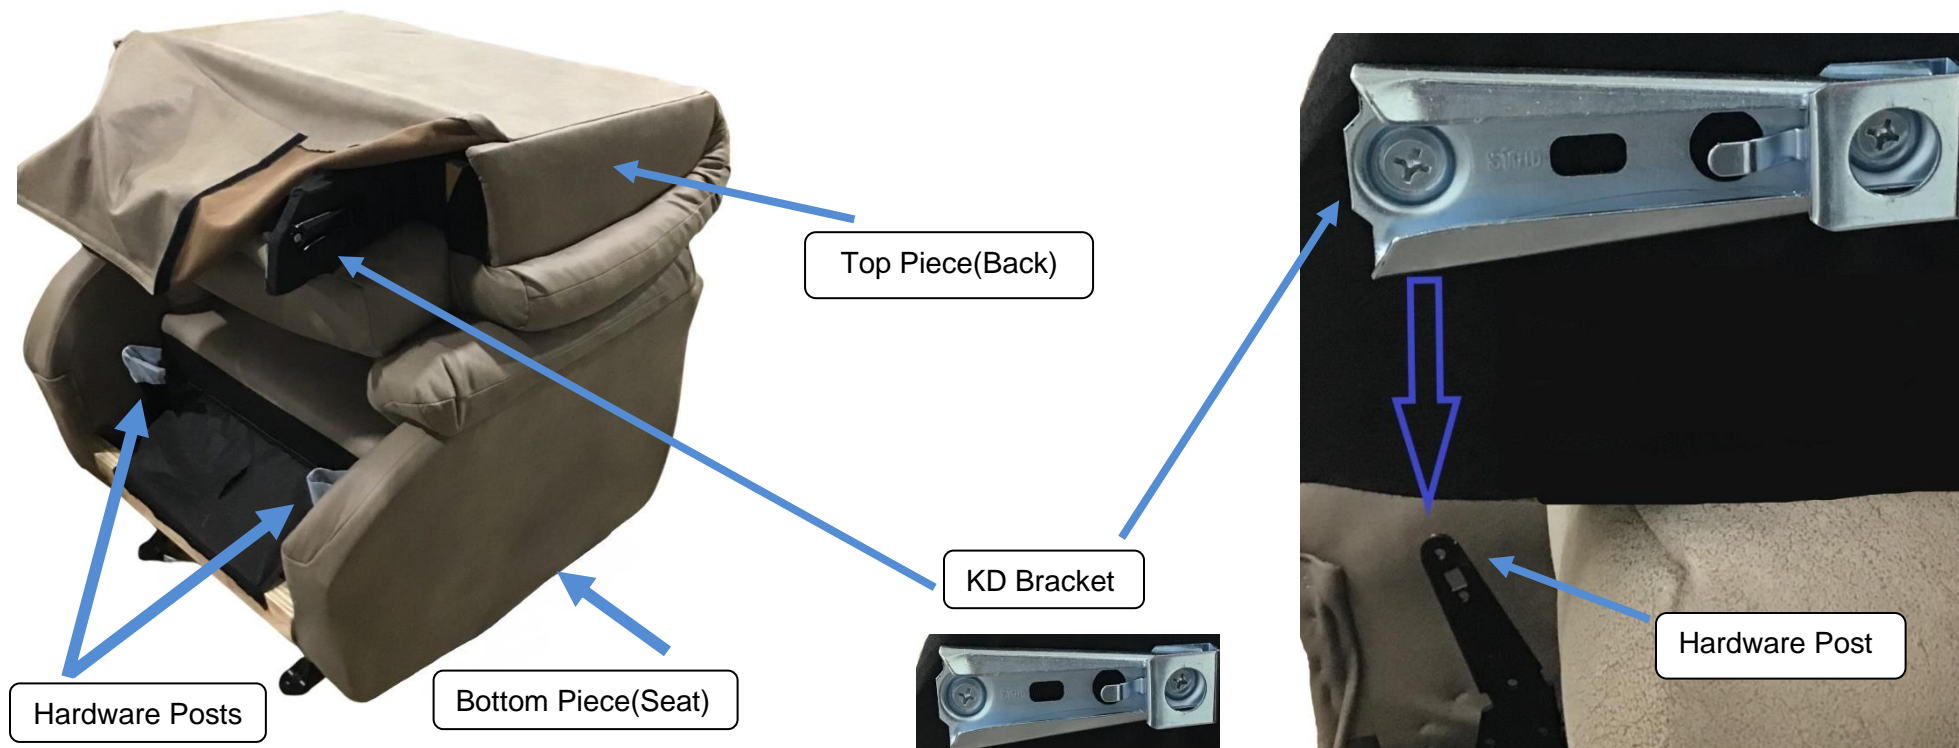 Top Piece(Back)
KD Bracket
Hardware Post
Bottom Piece(Seat)
Hardware Posts